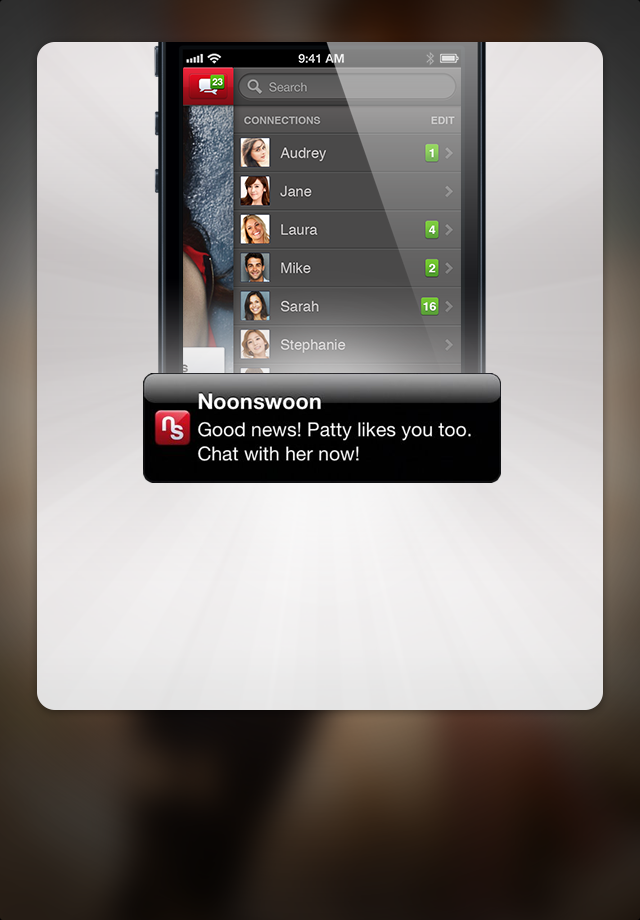 9:41 AM
23
Search
CONNECTIONS EDIT
Audrey 1
Jane
Laura 4
Mike 2
Sarah 16
Stephanie
s
Noonswoon
ns
Good news! Patty likes you too.
Chat with her now!